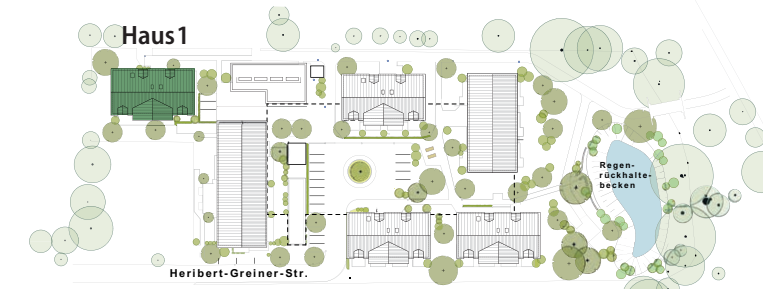 Haus 1
Regen-
rückhalte-
becken
Heribert-Greiner-Str.